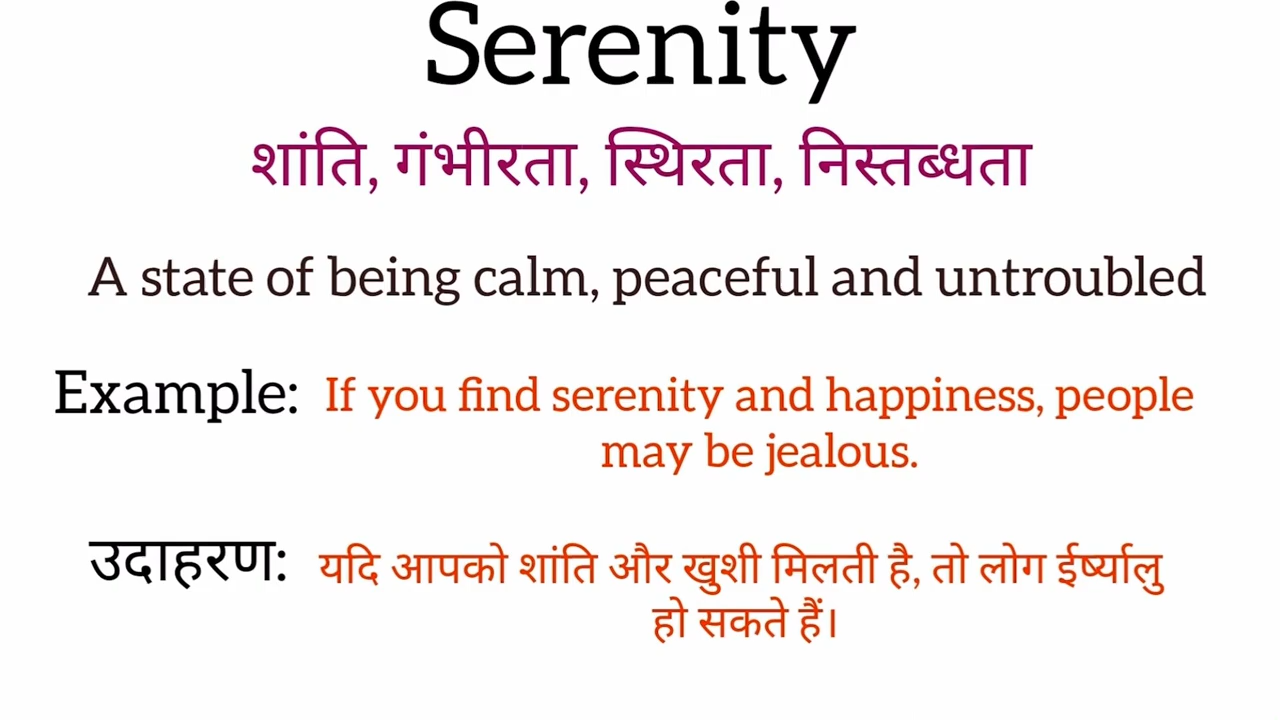 Serenity
शांति, गंभीरता, स्थिरता, निस्तब्धता
A state of being calm, peaceful and untroubled
Example: If you find serenity and happiness, people
may be jealous.
उदाहरण: यदि आपको शांति और खुशी मिलती है, तो लोग ईर्ष्यालु
हो सकते हैं।